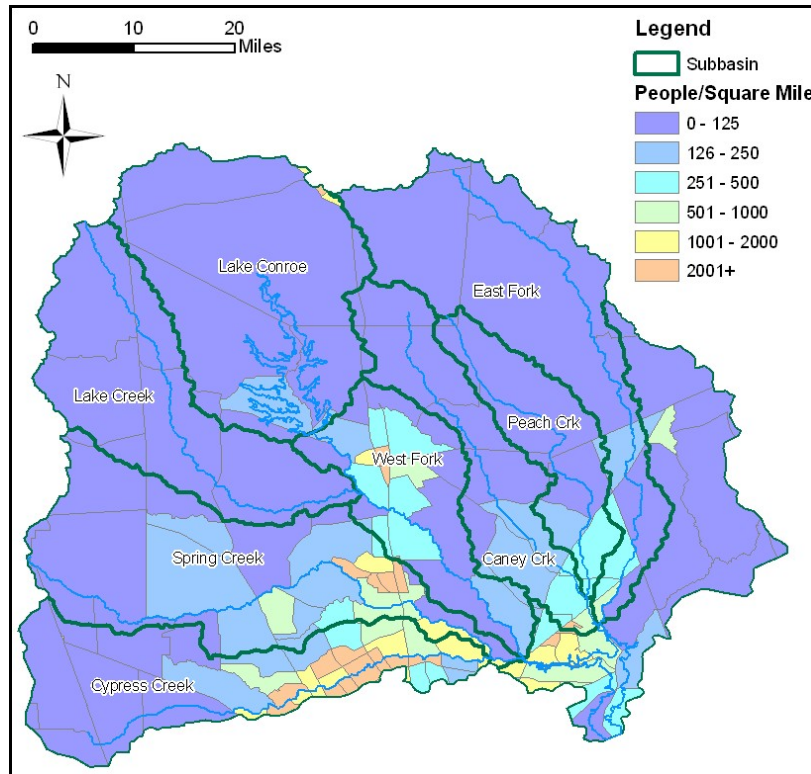 0 10 20
Miles
N
Legend
Subbasin
People/Square Mile
0 - 125
126 - 250
251 - 500
501 - 1000
1001 - 2000
2001+
Lake Conroe
East Fork
Lake Creek
Peach Crk
West Fork
Spring Creek
Caney Crk
Cypress Creek